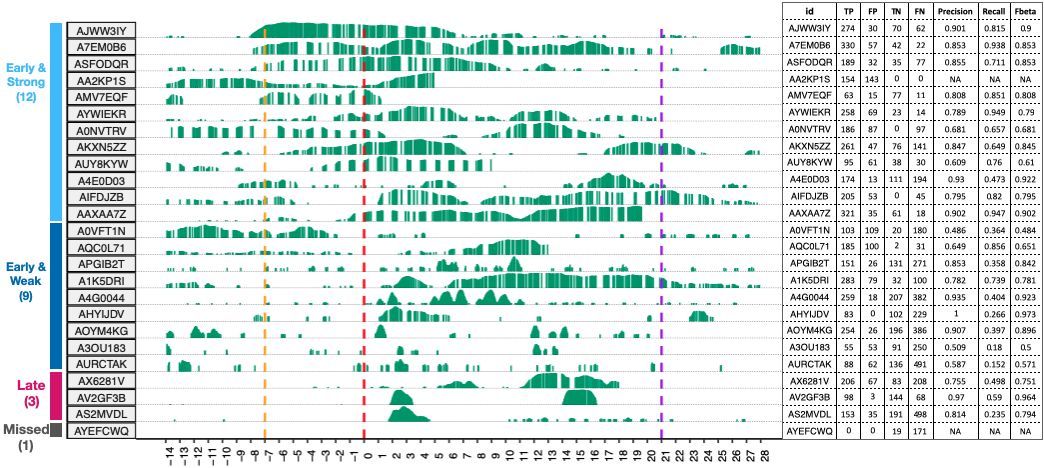 id TP FP TN FN Precision Recall Fbeta
AJWW3IY 274 30 70 62 0.901 0.815 0.9
A7EM0B6 330 57 42 22 0.853 0.938 0.853
ASFODQR 189 32 35 77 0.855 0.711 0.853
AA2KP1S 154 143 0 0 NA NA NA
AMV7EQF 63 15 77 11 0.808 0.851 0.808
AYWIEKR 258 69 23 14 0.789 0.949 0.79
A0NVTRV 186 87 0 97 0.681 0.657 0.681
AKXN5ZZ 261 47 76 141 0.847 0.649 0.845
AUY8KYW 95 61 38 30 0.609 0.76 0.61
A4E0D03 174 13 111 194 0.93 0.473 0.922
AIFDJZB 205 53 0 45 0.795 0.82 0.795
AAXAA7Z 321 35 61 18 0.902 0.947 0.902
A0VFT1N 103 109 20 180 0.486 0.364 0.484
AQC0L71 185 100 2 31 0.649 0.856 0.651
APGIB2T 151 26 131 271 0.853 0.358 0.842
A1K5DRI 283 79 32 100 0.782 0.739 0.781
A4G0044 259 18 207 382 0.935 0.404 0.923
AHYIJDV 83 0 102 229 1 0.266 0.973
AOYM4KG 254 26 196 386 0.907 0.397 0.896
A3OU183 55 53 91 250 0.509 0.18 0.5
AURCTAK 88 62 136 491 0.587 0.152 0.571
AX6281V 206 67 83 208 0.755 0.498 0.751
AV2GF3B 98 3 144 68 0.97 0.59 0.964
AS2MVDL 153 35 191 498 0.814 0.235 0.794
AYEFCWQ 0 0 19 171 NA NA NA
Early &
Strong
(12)
Early &
Weak
(9)
Late
(3)
Missed
(1)
AJWW3IY
A7EM0B6
ASFODQR
AA2KP1S
AMV7EQF
AYWIEKR
A0NVTRV
AKXN5ZZ
AUY8KYW
A4E0D03
AIFDJZB
AAXAA7Z
A0VFT1N
AQC0L71
APGIB2T
A1K5DRI
A4G0044
AHYIJDV
AOYM4KG
A3OU183
AURCTAK
AX6281V
AV2GF3B
AS2MVDL
AYEFCWQ
-14 -13 -12 -11 -10 -9 -8 -7 -6 -5 -4 -3 -2 -1 0 1 2 3 4 5 6 7 8 9 10 11 12 13 14 15 16 17 18 19 20 21 22 23 24 25 26 27 28